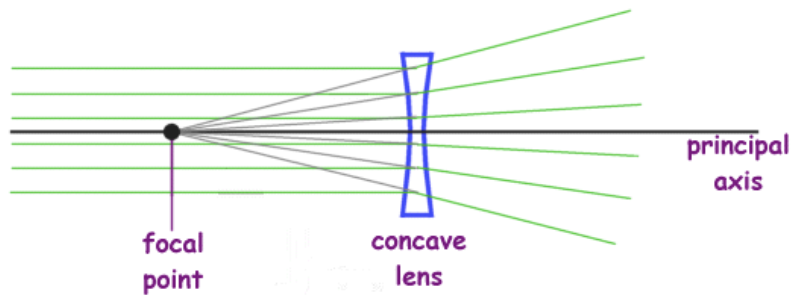 principal
axis
focal
point
concave
lens